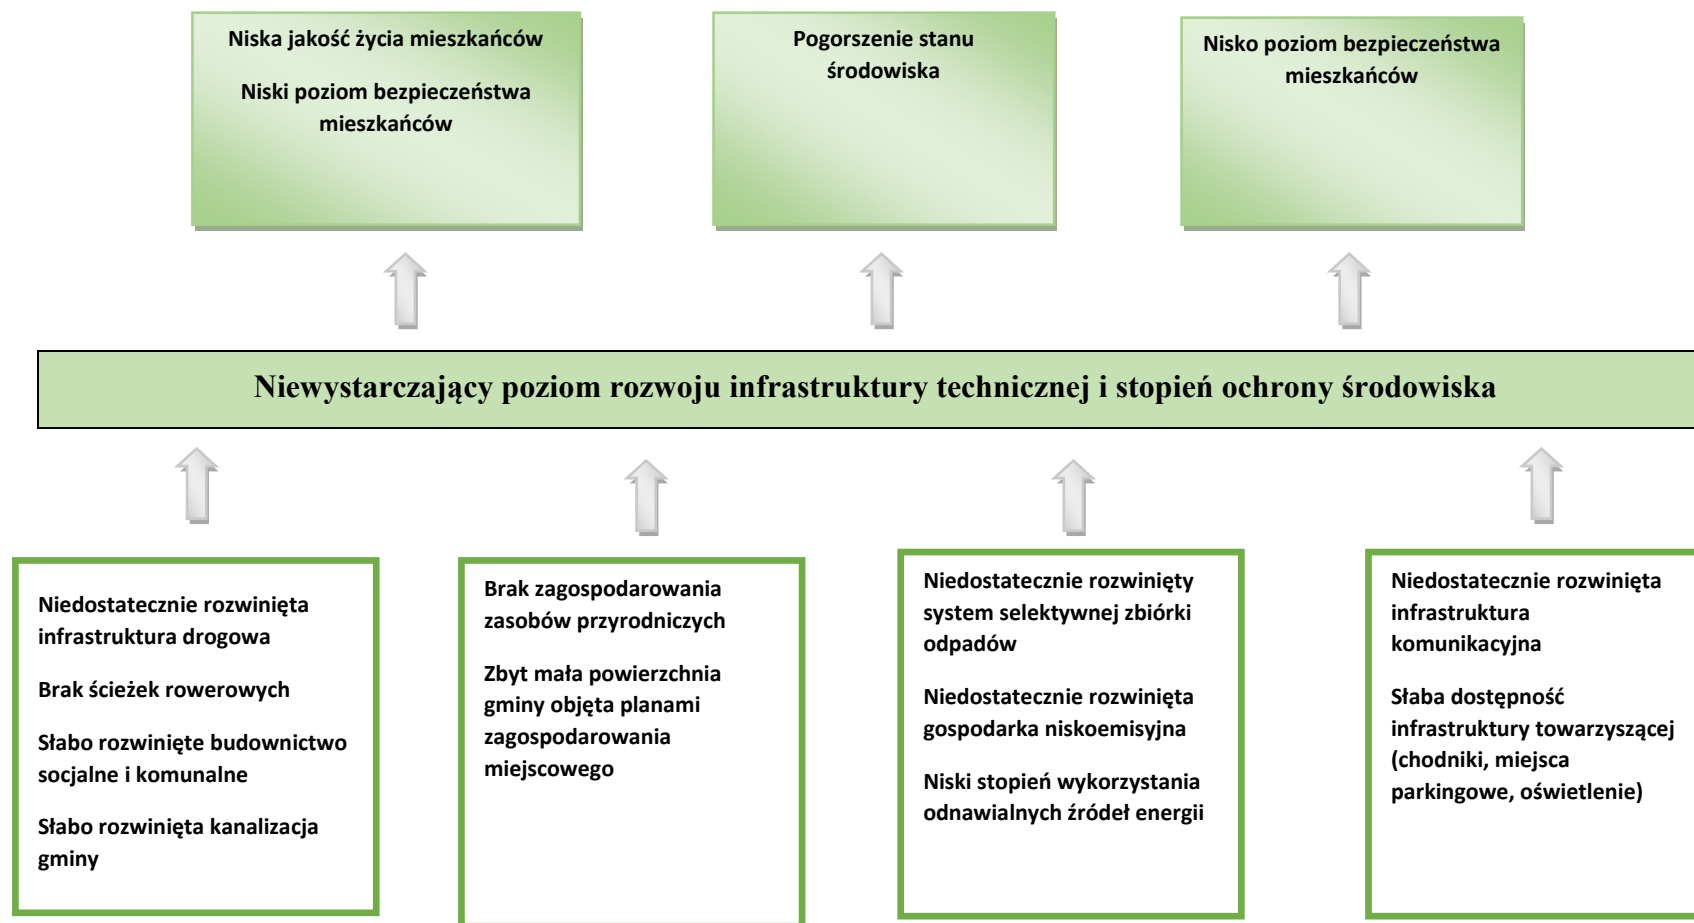 Niska jakość życia mieszkańców
Niski poziom bezpieczeństwa
mieszkańców
Pogorszenie stanu
środowiska
Nisko poziom bezpieczeństwa
mieszkańców
Niewystarczający poziom rozwoju infrastruktury technicznej i stopień ochrony środowiska
Niedostatecznie rozwinięta
infrastruktura drogowa
Brak ścieżek rowerowych
Słabo rozwinięte budownictwo
socjalne i komunalne
Słabo rozwinięta kanalizacja
gminy
Brak zagospodarowania
zasobów przyrodniczych
Zbyt mała powierzchnia
gminy objęta planami
zagospodarowania
miejscowego
Niedostatecznie rozwinięty
system selektywnej zbiórki
odpadów
Niedostatecznie rozwinięta
gospodarka niskoemisyjna
Niski stopień wykorzystania
odnawialnych źródeł energii
Niedostatecznie rozwinięta
infrastruktura
komunikacyjna
Słaba dostępność
infrastruktury towarzyszącej
(chodniki, miejsca
parkingowe, oświetlenie)